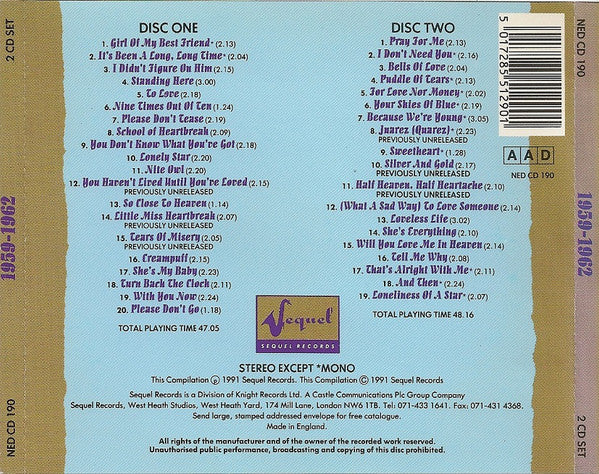 2 CD SET
1959-1962
NED CD 190
DISC ONE
1. Girl Of My Best Friend* (2.13)
2. It's Been A Long, Long Time* (2.04)
3. I Didn't Figure On Him (2.15)
4. Standing Here (3.00)
5. To Love (2.18)
6. Nine Times Out Of Ten (1.24)
7. Please Don't Tease (2.19)
8. School of Heartbreak (2.09)
9. You Don't Know What You've Got (2.18)
10. Lonely Star (2.20)
11. Nite Owl (2.20)
12. You Haven't Lived Until You've Loved (2.15)
PREVIOUSLY UNRELEASED
13. So Close To Heaven (1.14)
14. Little Miss Heartbreak (2.07)
PREVIOUSLY UNRELEASED
15. Tears Of Misery (2.05)
PREVIOUSLY UNRELEASED
16. Creampuff (2.15)
17. She's My Baby (2.23)
18. Turn Back The Clock (2.11)
19. With You Now (2.24)
20. Please Don't Go (1.18)
TOTAL PLAYING TIME 47.05
DISC TWO
1. Pray For Me (2.13)
2. I Don't Need You* (2.16)
3. Bells Of Love (2.04)
4. Puddle Of Tears* (2.13)
5. For Love Nor Money* (2.02)
6. Your Skies Of Blue* (2.19)
7. Because We're Young* (3.05)
8. Juarez (Quarez)* (2.23)
PREVIOUSLY UNRELEASED
9. Sweetheart* (1.28)
10. Silver And Gold (2.17)
PREVIOUSLY UNRELEASED
11. Half Heaven, Half Heartache (2.10)
PREVIOUSLY UNRELEASED
12. (What A Sad Way) To Love Someone (2.14)
13. Loveless Life (3.02)
14. She's Everything (2.10)
15. Will You Love Me In Heaven (2.14)
16. Tell Me Why (2.08)
17. That's Alright With Me* (2.11)
18. And Then* (2.24)
19. Loneliness Of A Star* (2.07)
TOTAL PLAYING TIME 48.16
5 017285 512901
AAD
NED CD 190
Sequel
SEQUEL RECORDS
STEREO EXCEPT *MONO
This Compilation ℗ 1991 Sequel Records. This Compilation © 1991 Sequel Records
Sequel Records is a Division of Knight Records Ltd. A Castle Communications Plc Group Company
Sequel Records, West Heath Studios, West Heath Yard, 174 Mill Lane, London NW6 1TB. Tel: 071-433 1641. Fax: 071-431 4368.
Send large, stamped addressed envelope for free catalogue.
Made in England.
All rights of the manufacturer and of the owner of the recorded work reserved.
Unauthorised public performance, broadcasting and copying of this disc prohibited.
NED CD 190
1959-1962
2 CD SET